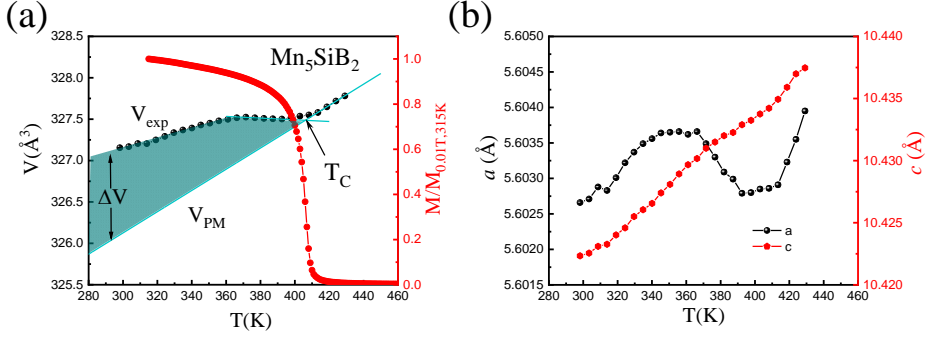 (a)
(b)
Mn5SiB2
Vexp
ΔV
VPM
TC
V(Å³)
328.5
328.0
327.5
327.0
326.5
326.0
325.5
280 300 320 340 360 380 400 420 440 460
T(K)
1.0
0.8
0.6
0.4
0.2
0.0
M/M0.01T,315K
a (Å)
5.6050
5.6045
5.6040
5.6035
5.6030
5.6025
5.6020
5.6015
280 300 320 340 360 380 400 420 440 460
T(K)
10.440
10.435
10.430
10.425
10.420
c (Å)
a
c